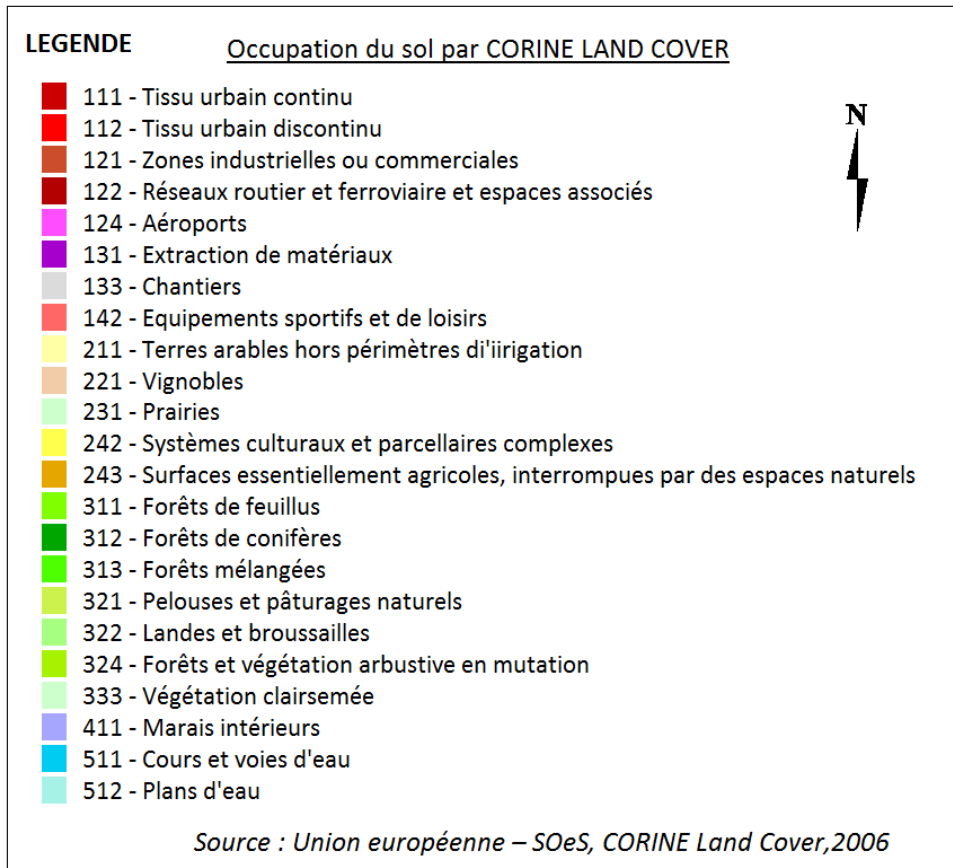 LEGENDE
Occupation du sol par CORINE LAND COVER
N
111 - Tissu urbain continu
112 - Tissu urbain discontinu
121 - Zones industrielles ou commerciales
122 - Réseaux routier et ferroviaire et espaces associés
124 - Aéroports
131 - Extraction de matériaux
133 - Chantiers
142 - Equipements sportifs et de loisirs
211 - Terres arables hors périmètres di'iirigation
221 - Vignobles
231 - Prairies
242 - Systèmes culturaux et parcellaires complexes
243 - Surfaces essentiellement agricoles, interrompues par des espaces naturels
311 - Forêts de feuillus
312 - Forêts de conifères
313 - Forêts mélangées
321 - Pelouses et pâturages naturels
322 - Landes et broussailles
324 - Forêts et végétation arbustive en mutation
333 - Végétation clairsemée
411 - Marais intérieurs
511 - Cours et voies d'eau
512 - Plans d'eau
Source : Union européenne – SOeS, CORINE Land Cover,2006